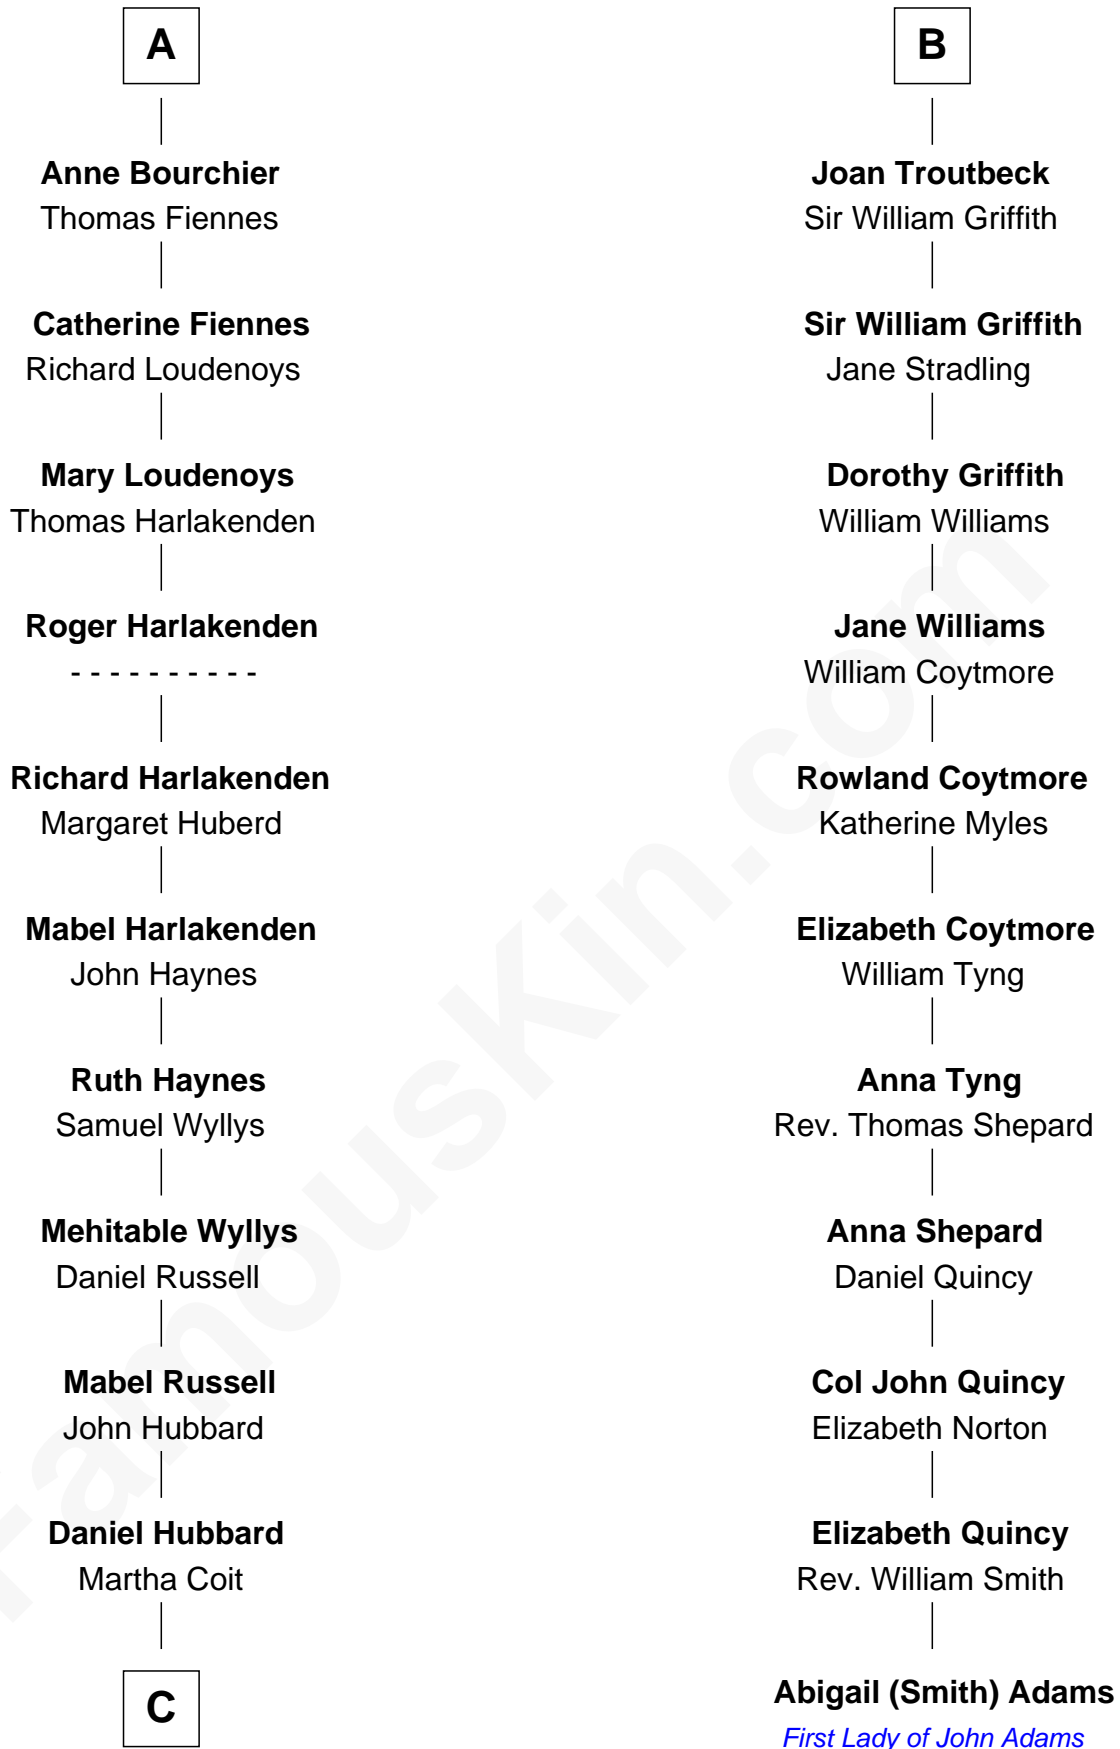 A
Anne Bourchier
Thomas Fiennes
Catherine Fiennes
Richard Loudenoys
Mary Loudenoys
Thomas Harlakenden
Roger Harlakenden
- - - - - - - - - -
Richard Harlakenden
Margaret Huberd
Mabel Harlakenden
John Haynes
Ruth Haynes
Samuel Wyllys
Mehitable Wyllys
Daniel Russell
Mabel Russell
John Hubbard
Daniel Hubbard
Martha Coit
C
B
Joan Troutbeck
Sir William Griffith
Sir William Griffith
Jane Stradling
Dorothy Griffith
William Williams
Jane Williams
William Coytmore
Rowland Coytmore
Katherine Myles
Elizabeth Coytmore
William Tyng
Anna Tyng
Rev. Thomas Shepard
Anna Shepard
Daniel Quincy
Col John Quincy
Elizabeth Norton
Elizabeth Quincy
Rev. William Smith
Abigail (Smith) Adams
First Lady of John Adams
FamousKin.com